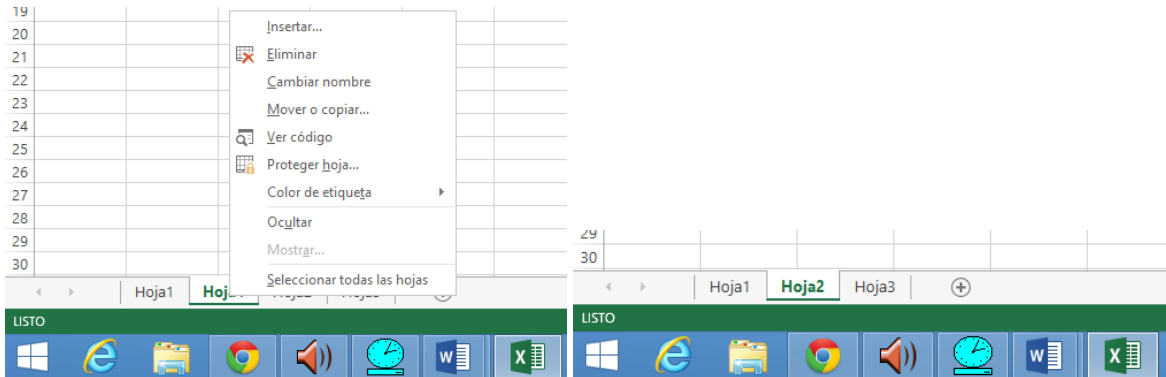 19
20
21
22
23
24
25
26
27
28
29
30
Insertar...
Eliminar
Cambiar nombre
Mover o copiar...
Ver código
Proteger hoja...
Color de etiqueta
Ocultar
Mostrar...
Seleccionar todas las hojas
Hoja1
LISTO
W
X
29
30
Hoja1 Hoja2 Hoja3
LISTO
W
X